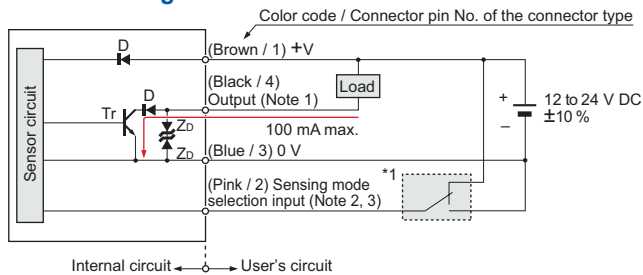 Color code / Connector pin No. of the connector type
D
(Brown / 1) +V
(Black / 4)
Output (Note 1)
Load
D
Tr
ZD
100 mA max.
+
–
12 to 24 V DC
±10 %
ZD
(Blue / 3) 0 V
Sensor circuit
*1
(Pink / 2) Sensing mode
selection input (Note 2, 3)
Internal circuit
User's circuit